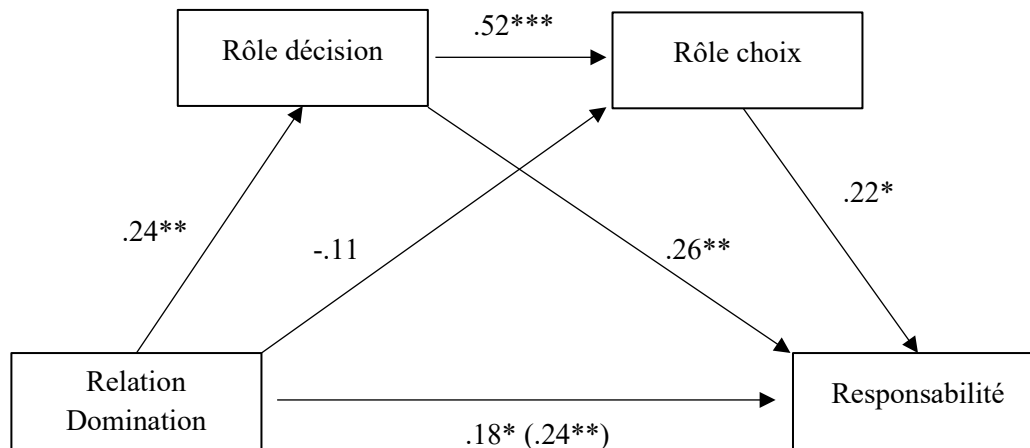 .52***
Rôle décision
Rôle choix
.24**
-.11
.26**
.22*
Relation
Domination
Responsabilité
.18* (.24**)